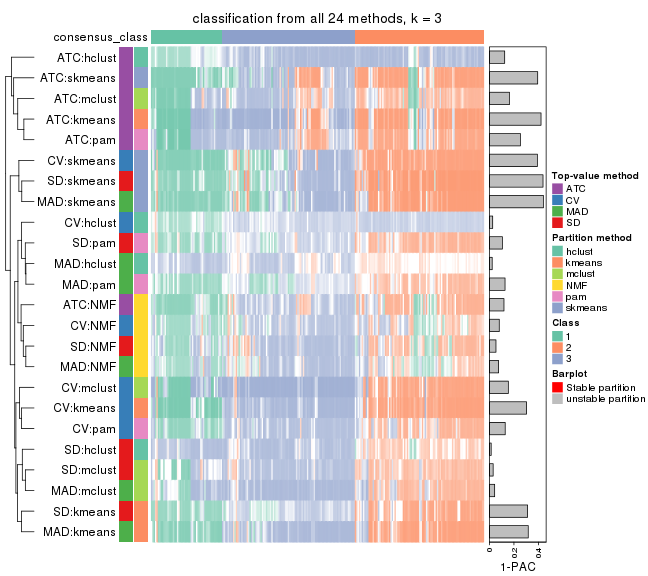 classification from all 24 methods, k = 3
consensus_class
ATC:hclust
ATC:skmeans
ATC:mclust
ATC:kmeans
ATC:pam
CV:skmeans
SD:skmeans
MAD:skmeans
CV:hclust
SD:pam
MAD:hclust
MAD:pam
ATC:NMF
CV:NMF
SD:NMF
MAD:NMF
CV:mclust
CV:kmeans
CV:pam
SD:hclust
SD:mclust
MAD:mclust
SD:kmeans
MAD:kmeans
0 0.2 0.4
1-PAC
Top-value method
ATC
CV
MAD
SD
Partition method
hclust
kmeans
mclust
NMF
pam
skmeans
Class
1
2
3
Barplot
Stable partition
unstable partition